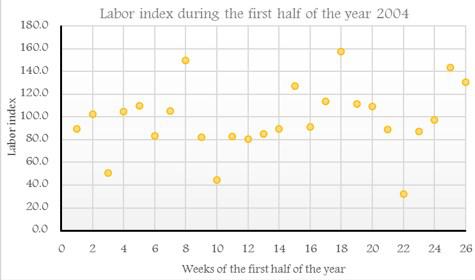 Labor index during the first half of the year 2004
180.0
160.0
140.0
120.0
100.0
80.0
60.0
40.0
20.0
0.0
Labor index
0 2 4 6 8 10 12 14 16 18 20 22 24 26
Weeks of the first half of the year